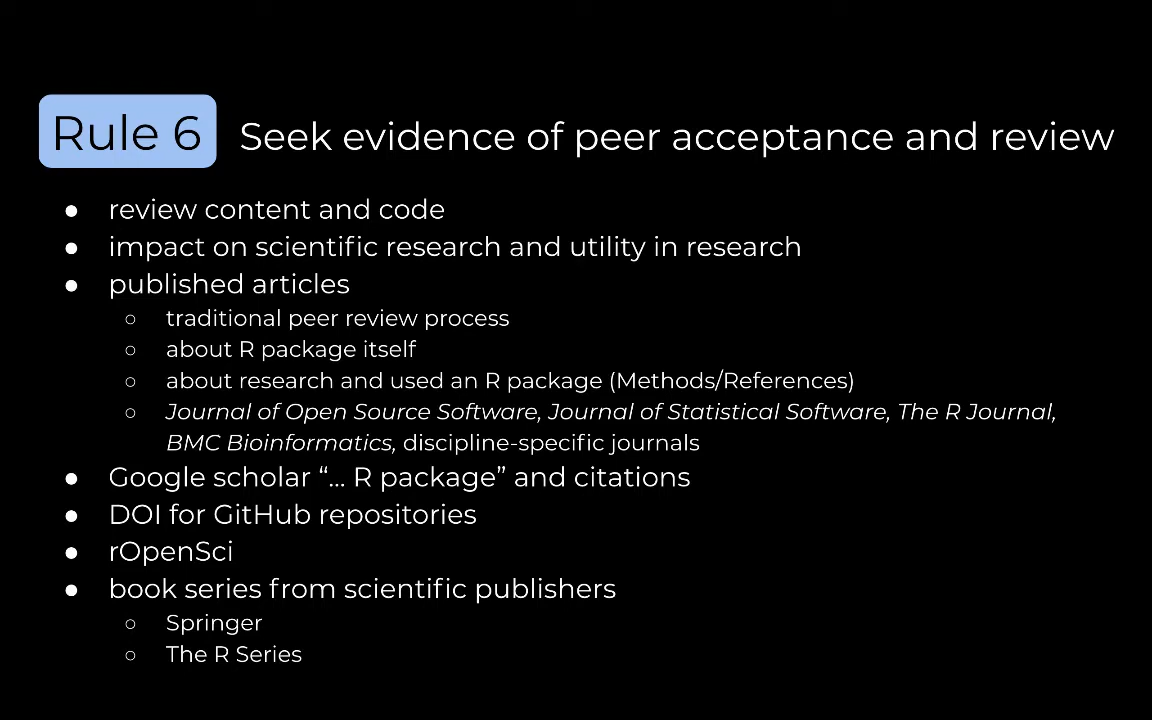 Rule 6 Seek evidence of peer acceptance and review
● review content and code
● impact on scientific research and utility in research
● published articles
○ traditional peer review process
○ about R package itself
○ about research and used an R package (Methods/References)
○ Journal of Open Source Software, Journal of Statistical Software, The R Journal,
BMC Bioinformatics, discipline-specific journals
● Google scholar “... R package” and citations
● DOI for GitHub repositories
● rOpenSci
● book series from scientific publishers
○ Springer
○ The R Series